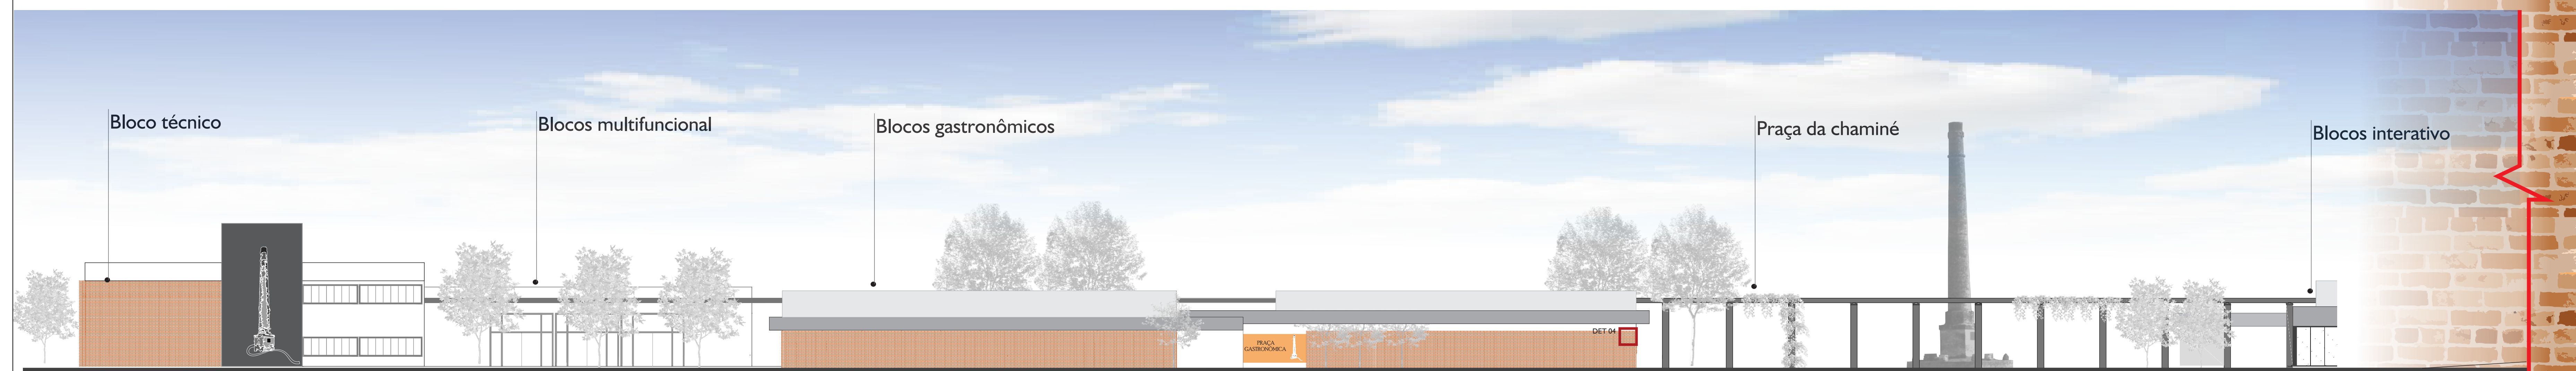 Bloco técnico
Blocos multifuncional
Blocos gastronômicos
Praça da chaminé
Blocos interativo
DET 04
PRAÇA
GASTRONÔMICA